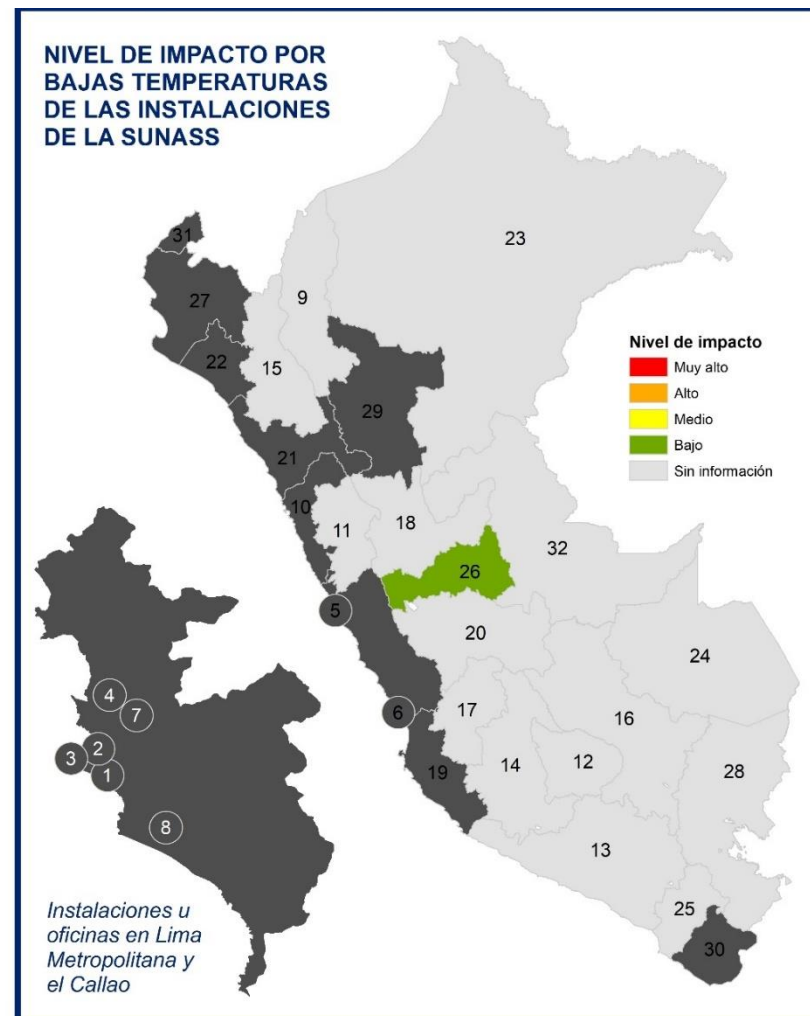 NIVEL DE IMPACTO POR
BAJAS TEMPERATURAS
DE LAS INSTALACIONES
DE LA SUNASS
31
23
27
9
22
15
29
Nivel de impacto
Muy alto
Alto
Medio
Bajo
Sin información
21
10
11
18
32
26
5
20
24
4
7
6
17
16
2
3
1
19
14
12
28
8
13
25
30
Instalaciones u
oficinas en Lima
Metropolitana y
el Callao